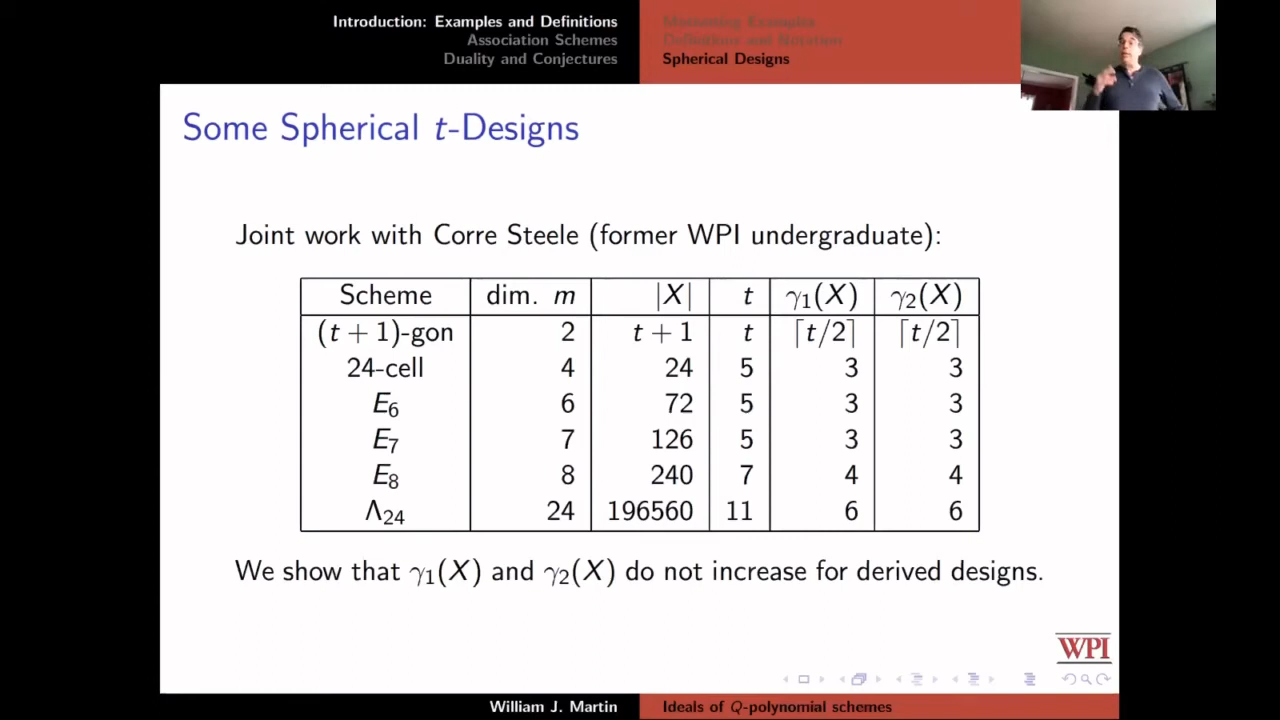 Introduction: Examples and Definitions
Association Schemes
Duality and Conjectures
Motivating Examples
Definitions and Notation
Spherical Designs
Some Spherical t-Designs
Joint work with Corre Steele (former WPI undergraduate):
Scheme dim. m |X| t γ₁(X) γ₂(X)
(t + 1)-gon 2 t + 1 t ⌈t/2⌉ ⌈t/2⌉
24-cell 4 24 5 3 3
E₆ 6 72 5 3 3
E₇ 7 126 5 3 3
E₈ 8 240 7 4 4
Λ₂₄ 24 196560 11 6 6
We show that γ₁(X) and γ₂(X) do not increase for derived designs.
WPI
William J. Martin
Ideals of Q-polynomial schemes